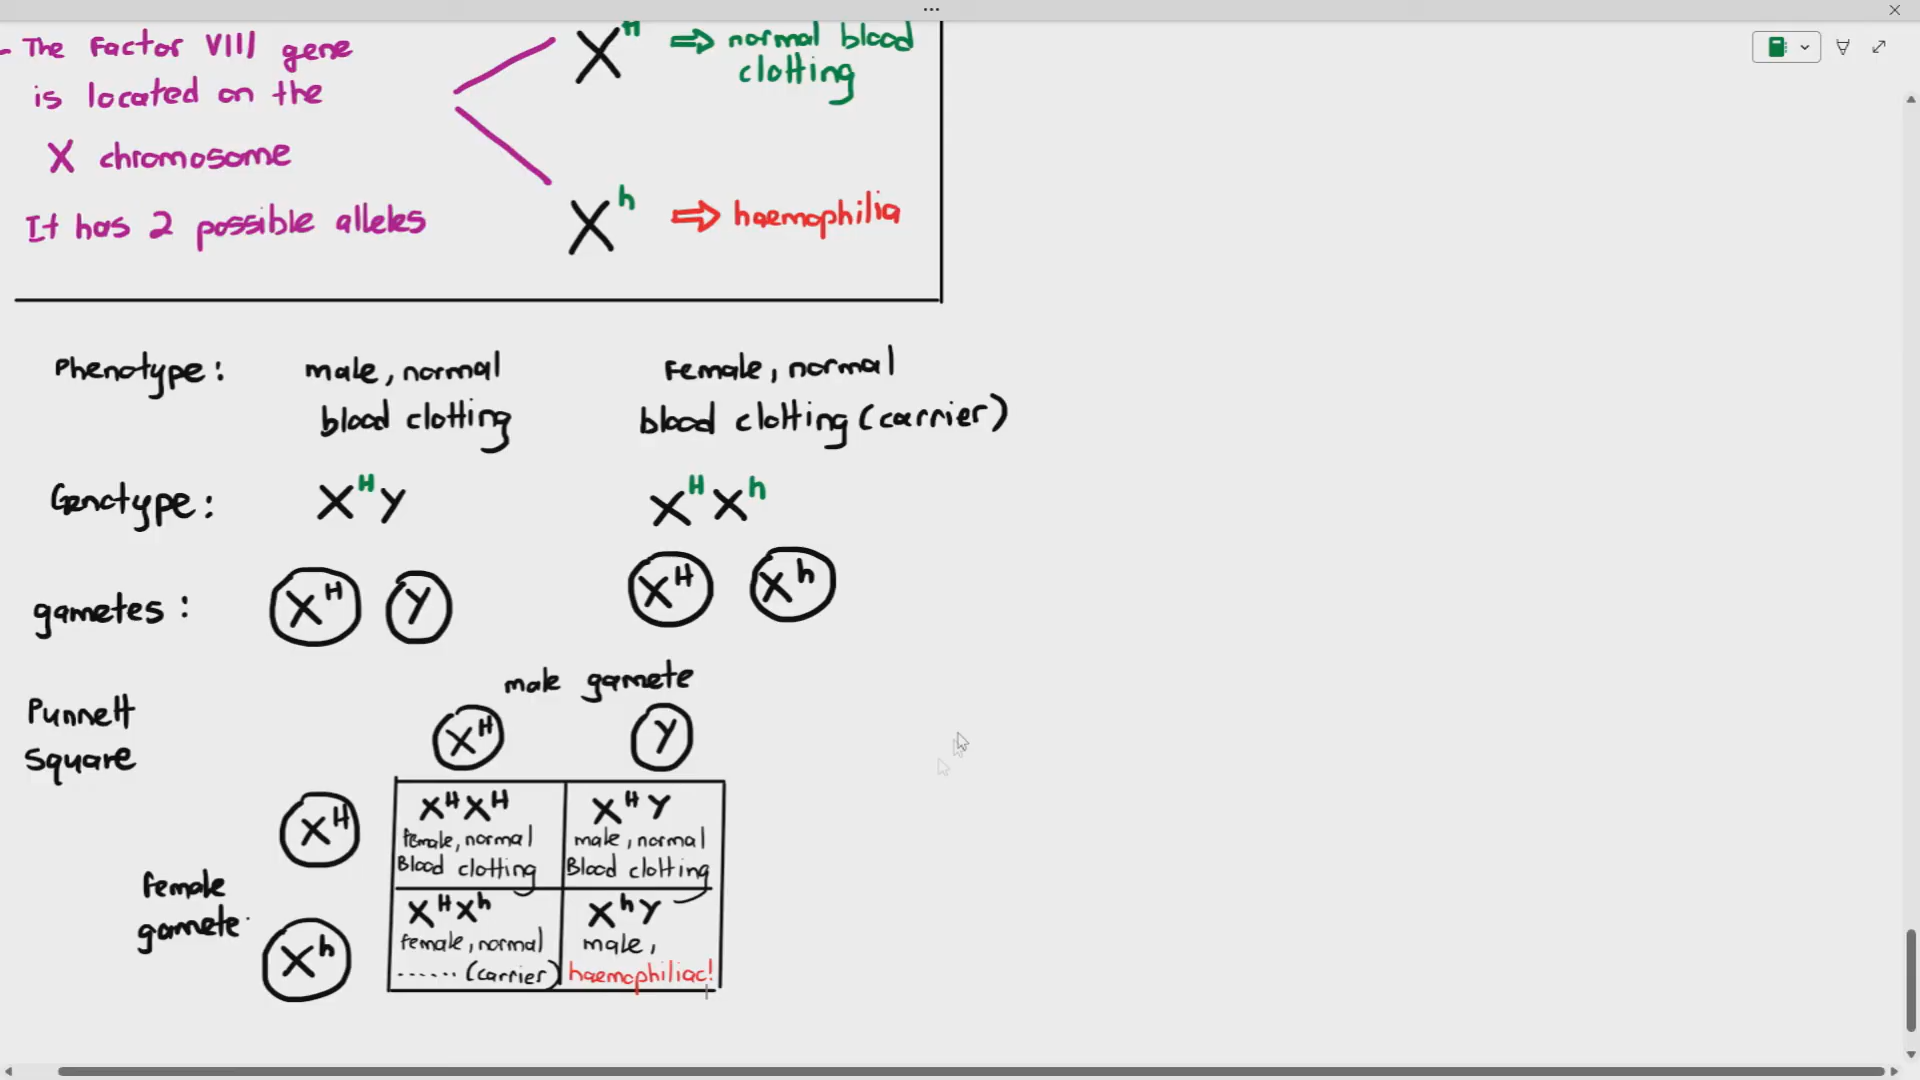 - The Factor VIII gene
is located on the
X chromosome
It has 2 possible alleles
X^H ⇒ normal blood
clotting
X^h ⇒ haemophilia
Phenotype: male, normal Female, normal
blood clotting blood clotting (carrier)
Genotype: X^H Y X^H X^h
gametes: X^H Y X^H X^h
male gamete
Punnett
square
X^H Y
X^H
X^H X^H X^H Y
female, normal male, normal
Blood clotting Blood clotting
female
gamete
X^h
X^H X^h X^h Y
female, normal male,
...... (carrier) haemophiliac!